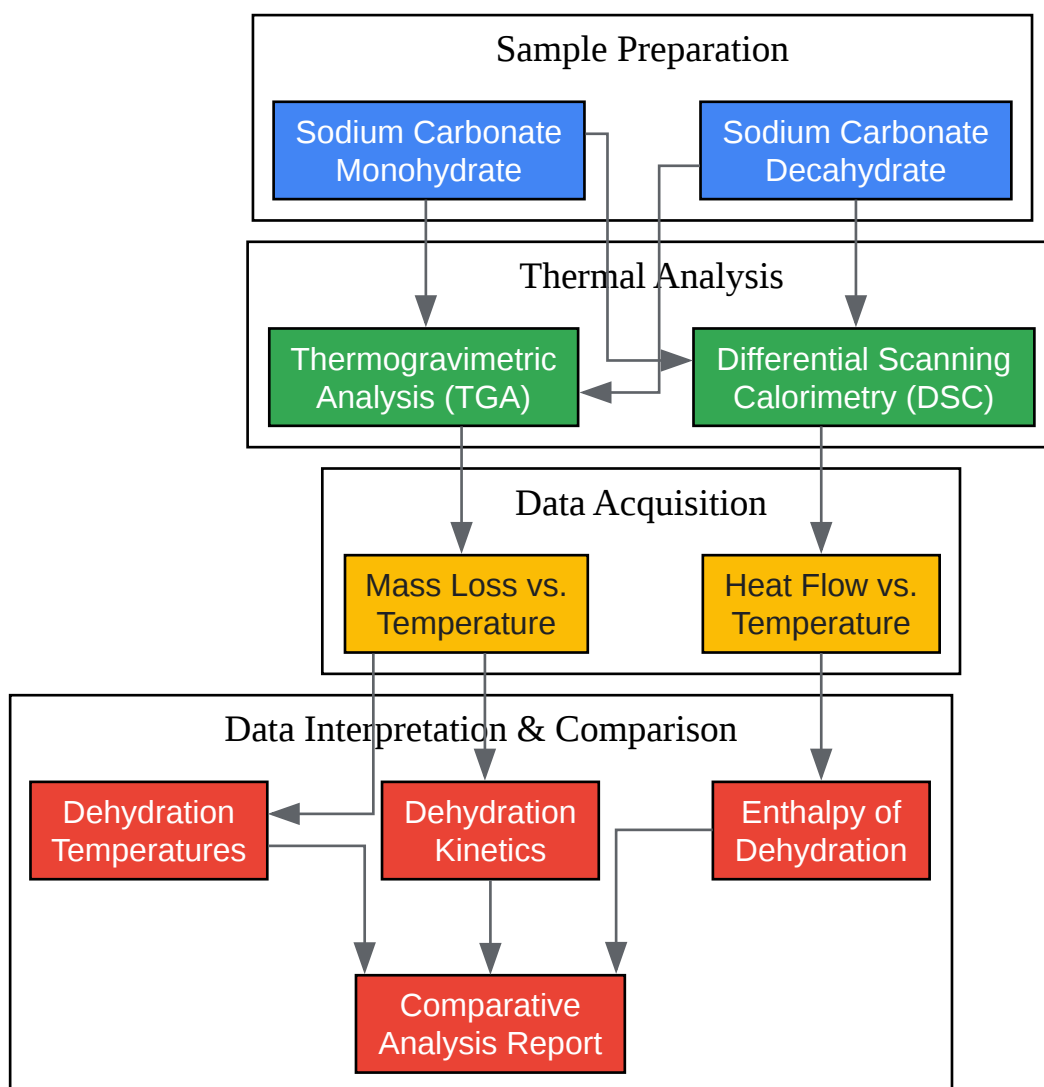 Sample Preparation
Sodium Carbonate
Monohydrate
Sodium Carbonate
Decahydrate
Thermal Analysis
Thermogravimetric
Analysis (TGA)
Differential Scanning
Calorimetry (DSC)
Data Acquisition
Mass Loss vs.
Temperature
Heat Flow vs.
Temperature
Data Interpretation & Comparison
Dehydration
Temperatures
Dehydration
Kinetics
Enthalpy of
Dehydration
Comparative
Analysis Report